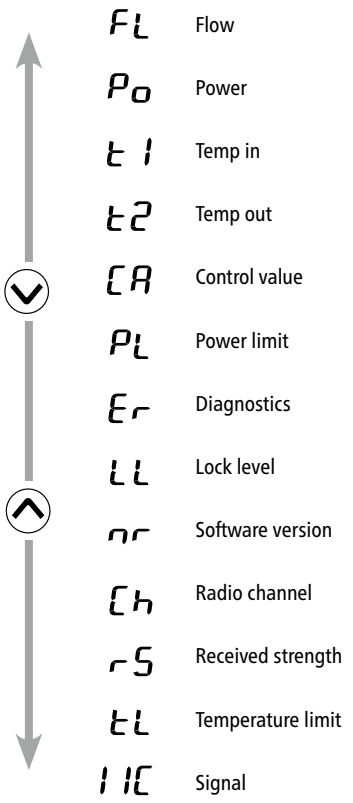 FL Flow
Po Power
t1 Temp in
t2 Temp out
CA Control value
PL Power limit
Er Diagnostics
LL Lock level
nr Software version
Ch Radio channel
rS Received strength
tL Temperature limit
11C Signal